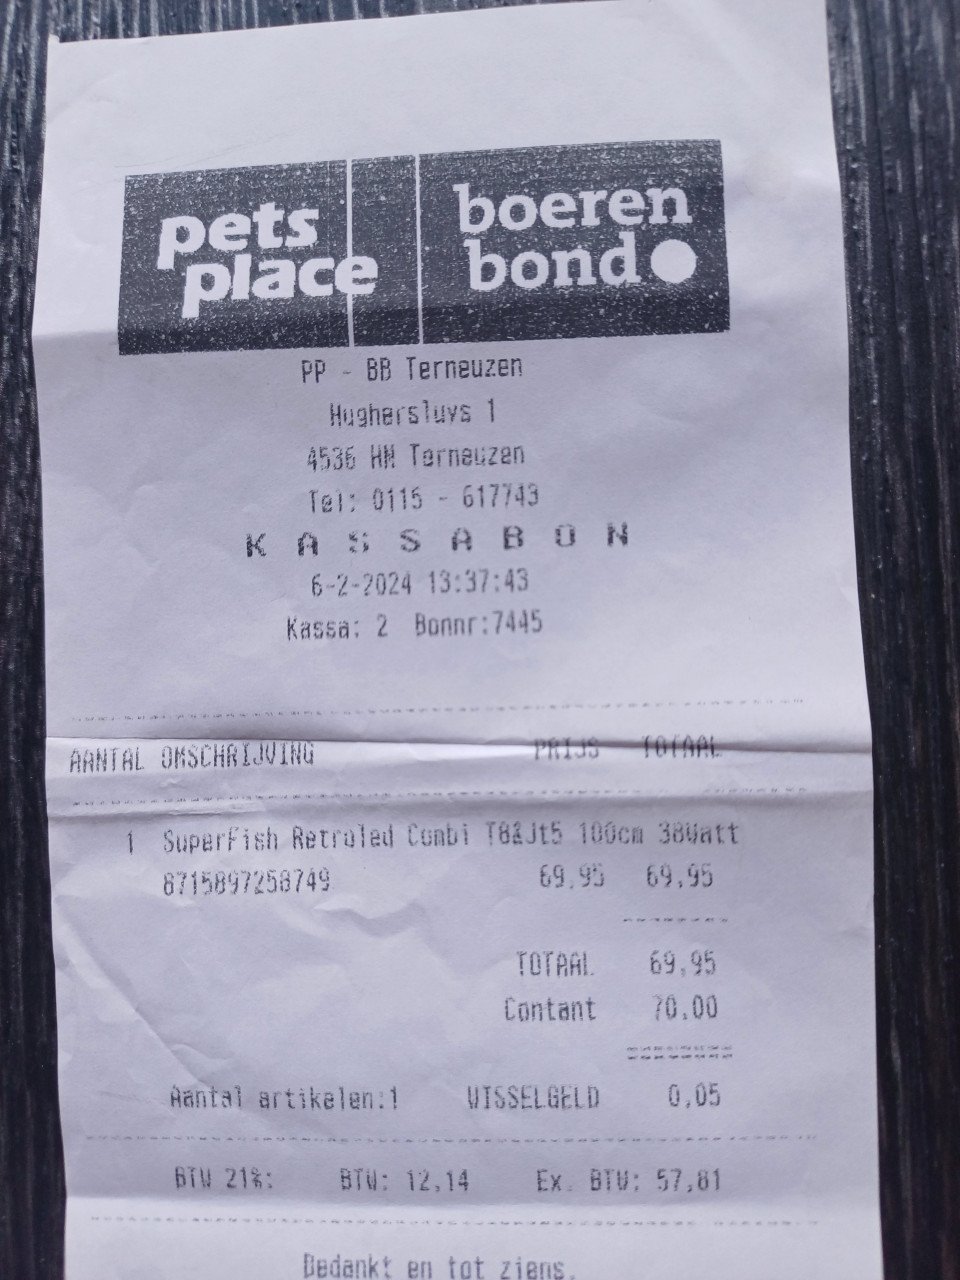 pets place
boeren bond
PP - BB Terneuzen
Hughersluys 1
4536 HM Terneuzen
Tel: 0115 - 617743
KASSABON
6-2-2024 13:37:43
Kassa: 2 Bonnr:7445
AANTAL OMSCHRIJVING PRIJS TOTAAL
1 SuperFish Retroled Combi T8&Jt5 100cm 38Watt
8715897258749 69,95 69,95
TOTAAL 69,95
Contant 70,00
Aantal artikelen:1 WISSELGELD 0,05
BTW 21%: BTW: 12,14 Ex. BTW: 57,81
Bedankt en tot ziens.